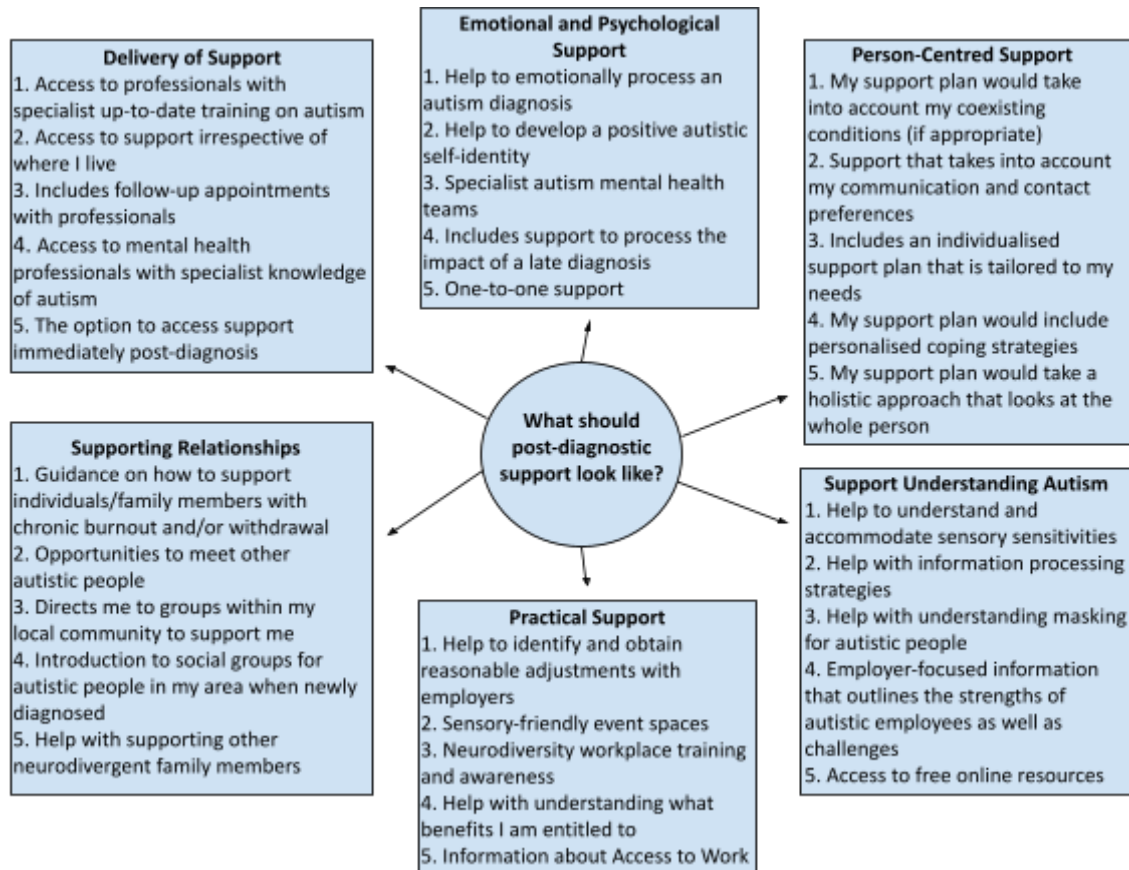 Delivery of Support
1. Access to professionals with
specialist up-to-date training on autism
2. Access to support irrespective of
where I live
3. Includes follow-up appointments
with professionals
4. Access to mental health
professionals with specialist knowledge
of autism
5. The option to access support
immediately post-diagnosis
Emotional and Psychological
Support
1. Help to emotionally process an
autism diagnosis
2. Help to develop a positive autistic
self-identity
3. Specialist autism mental health
teams
4. Includes support to process the
impact of a late diagnosis
5. One-to-one support
Person-Centred Support
1. My support plan would take
into account my coexisting
conditions (if appropriate)
2. Support that takes into account
my communication and contact
preferences
3. Includes an individualised
support plan that is tailored to my
needs
4. My support plan would include
personalised coping strategies
5. My support plan would take a
holistic approach that looks at the
whole person
What should
post-diagnostic
support look like?
Supporting Relationships
1. Guidance on how to support
individuals/family members with
chronic burnout and/or withdrawal
2. Opportunities to meet other
autistic people
3. Directs me to groups within my
local community to support me
4. Introduction to social groups for
autistic people in my area when newly
diagnosed
5. Help with supporting other
neurodivergent family members
Practical Support
1. Help to identify and obtain
reasonable adjustments with
employers
2. Sensory-friendly event spaces
3. Neurodiversity workplace training
and awareness
4. Help with understanding what
benefits I am entitled to
5. Information about Access to Work
Support Understanding Autism
1. Help to understand and
accommodate sensory sensitivities
2. Help with information processing
strategies
3. Help with understanding masking
for autistic people
4. Employer-focused information
that outlines the strengths of
autistic employees as well as
challenges
5. Access to free online resources